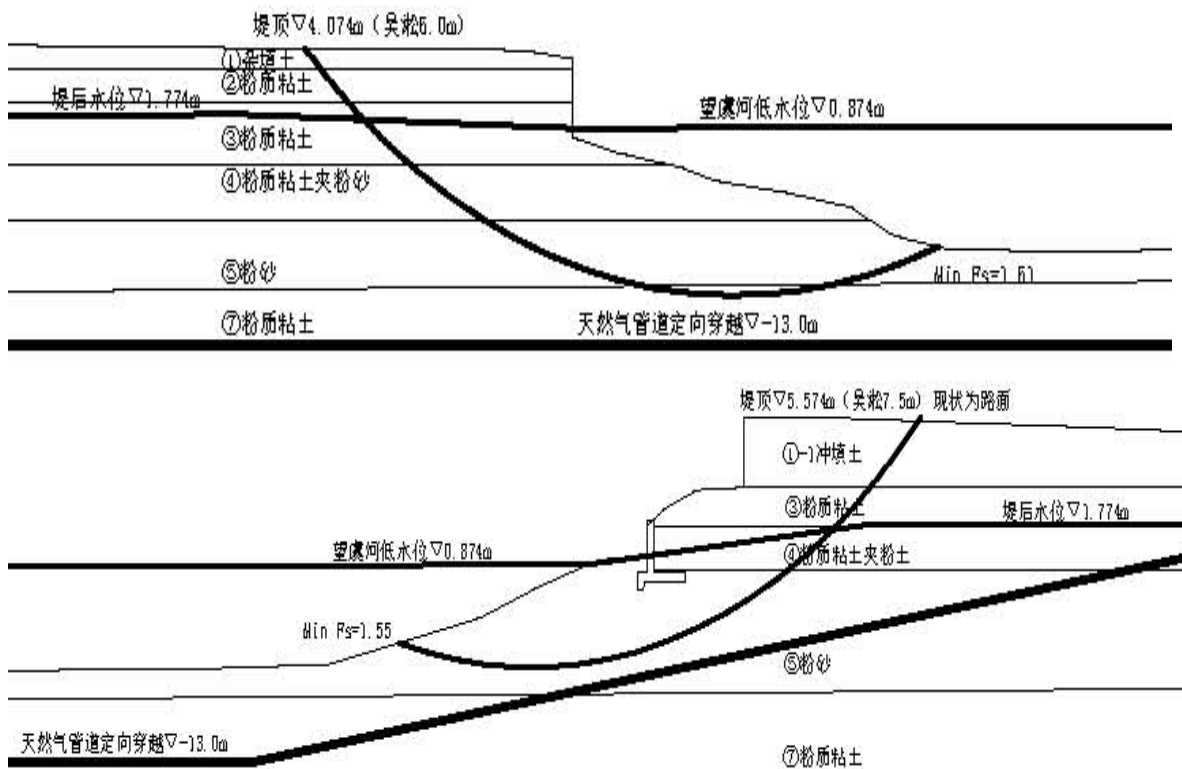 堤顶▽4.074m（吴淞6.0m）
①杂填土
②粉质粘土
堤后水位▽1.774m
望虞河低水位▽0.874m
③粉质粘土
④粉质粘土夹粉砂
⑤粉砂
Min Fs=1.61
⑦粉质粘土
天然气管道定向穿越▽-13.0m
堤顶▽5.574m（吴淞7.5m）现状为路面
①-1冲填土
③粉质粘土
堤后水位▽1.774m
望虞河低水位▽0.874m
④粉质粘土夹粉土
Min Fs=1.55
⑤粉砂
天然气管道定向穿越▽-13.0m
⑦粉质粘土